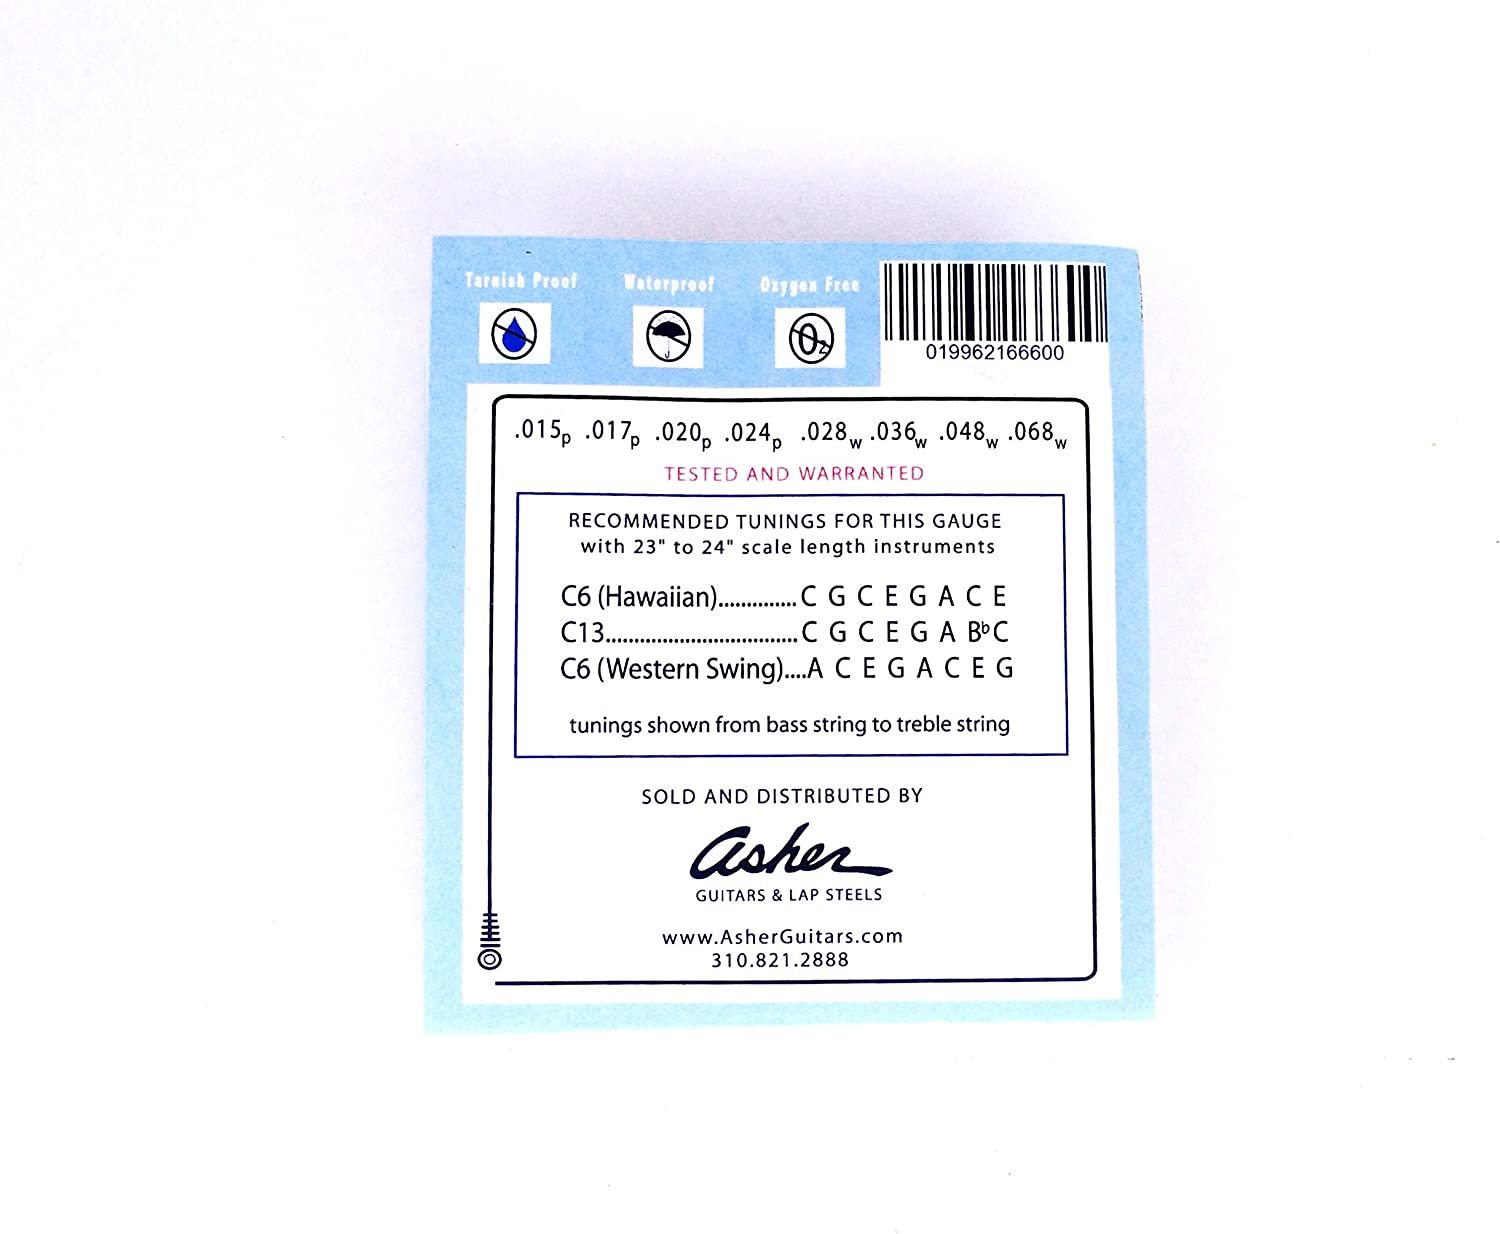 Tarnish Proof Waterproof Oxygen Free
O2
019962166600
.015p .017p .020p .024p .028w .036w .048w .068w
TESTED AND WARRANTED
RECOMMENDED TUNINGS FOR THIS GAUGE
with 23" to 24" scale length instruments
C6 (Hawaiian)..............C G C E G A C E
C13.................................C G C E G A Bᵇ C
C6 (Western Swing)....A C E G A C E G
tunings shown from bass string to treble string
SOLD AND DISTRIBUTED BY
asher
GUITARS & LAP STEELS
www.AsherGuitars.com
310.821.2888